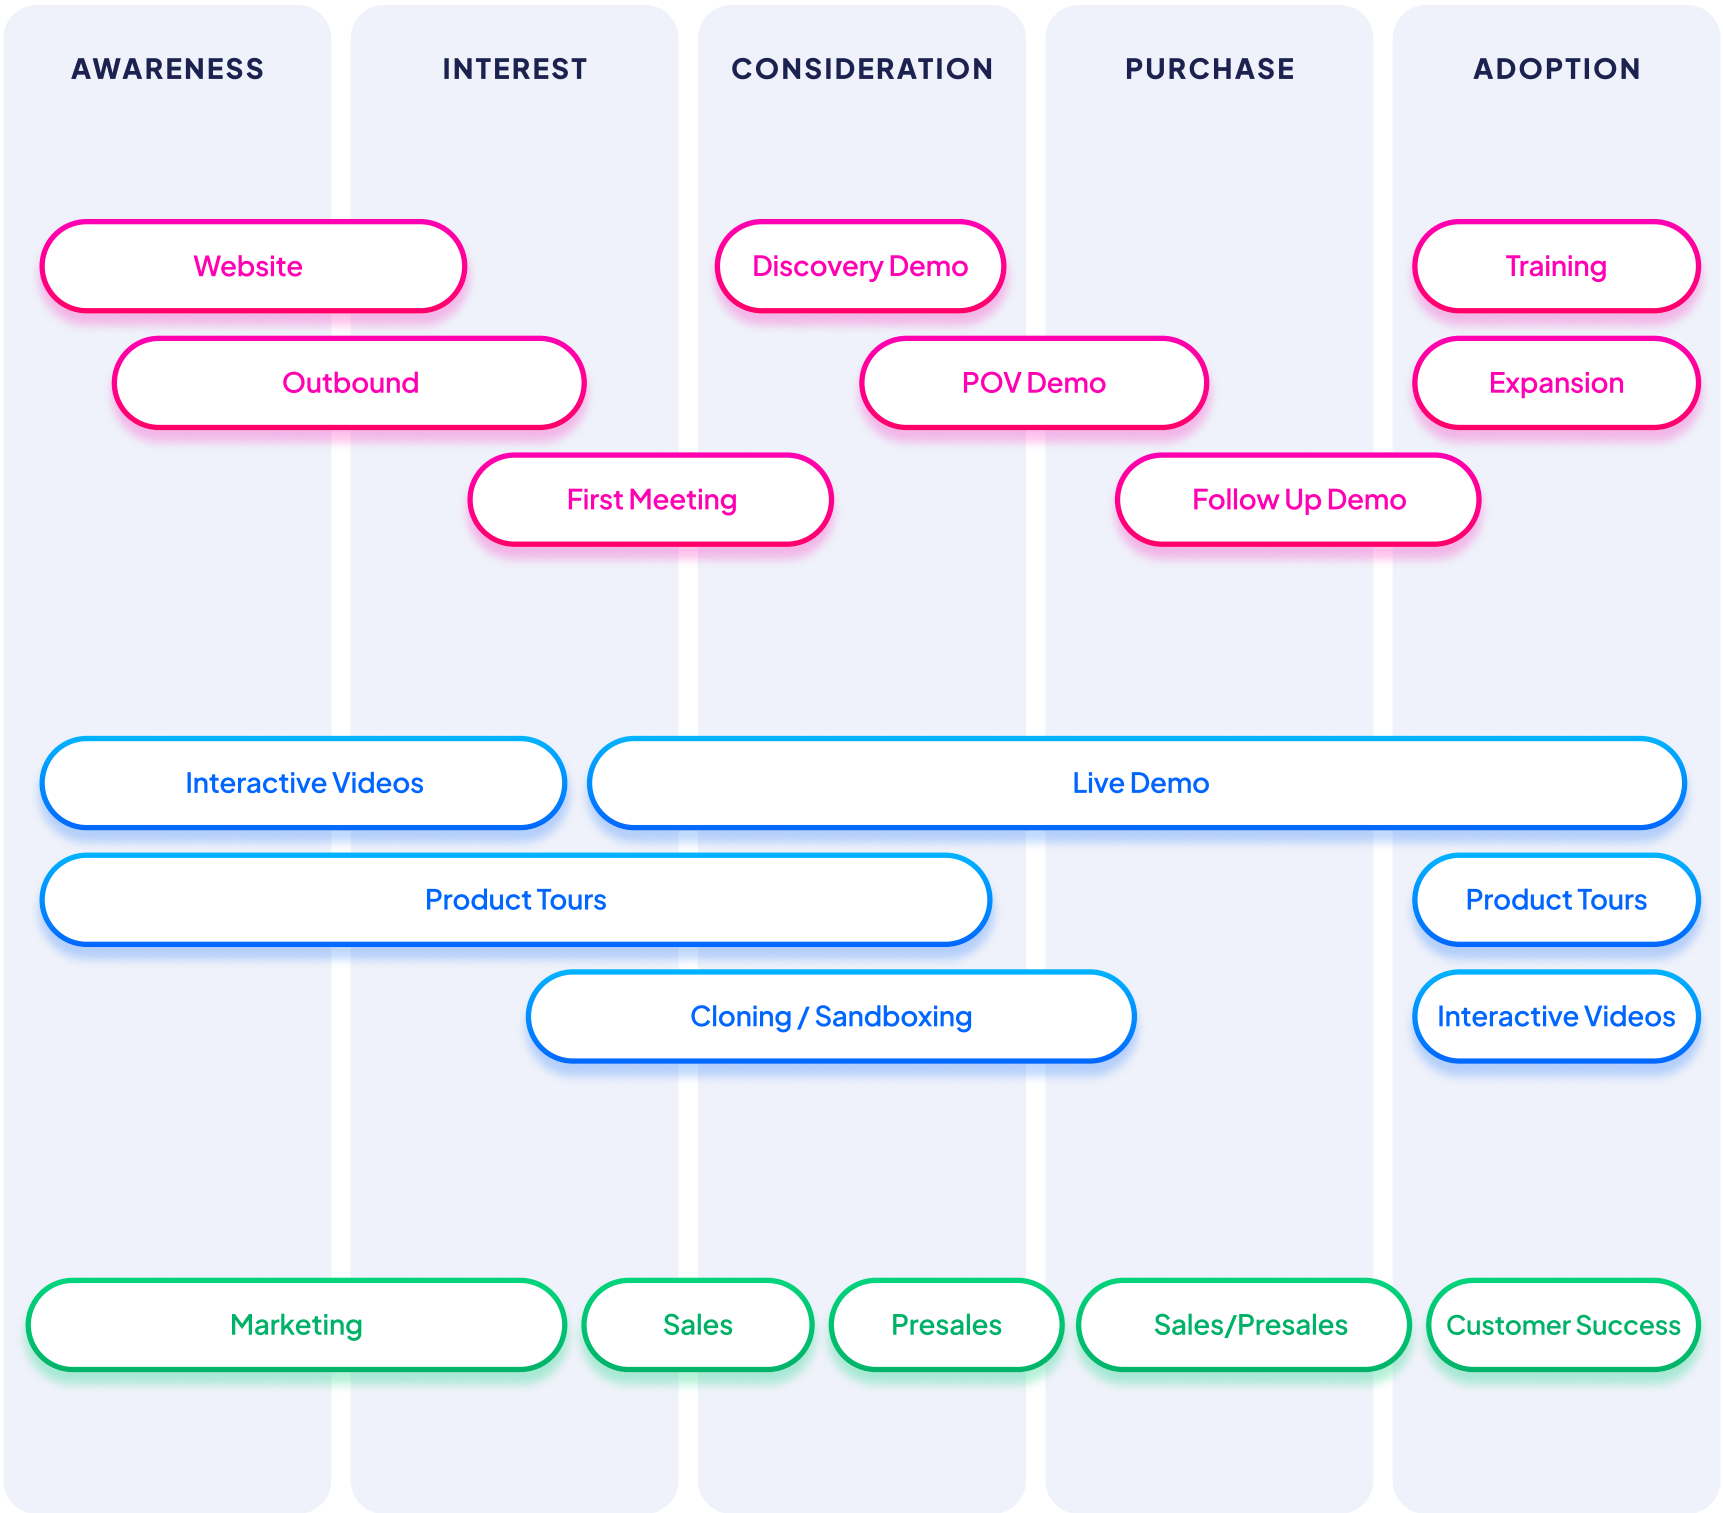 AWARENESS
INTEREST
CONSIDERATION
PURCHASE
ADOPTION
Website
Discovery Demo
Training
Outbound
POV Demo
Expansion
First Meeting
Follow Up Demo
Interactive Videos
Live Demo
Product Tours
Product Tours
Cloning / Sandboxing
Interactive Videos
Marketing
Sales
Presales
Sales/Presales
Customer Success